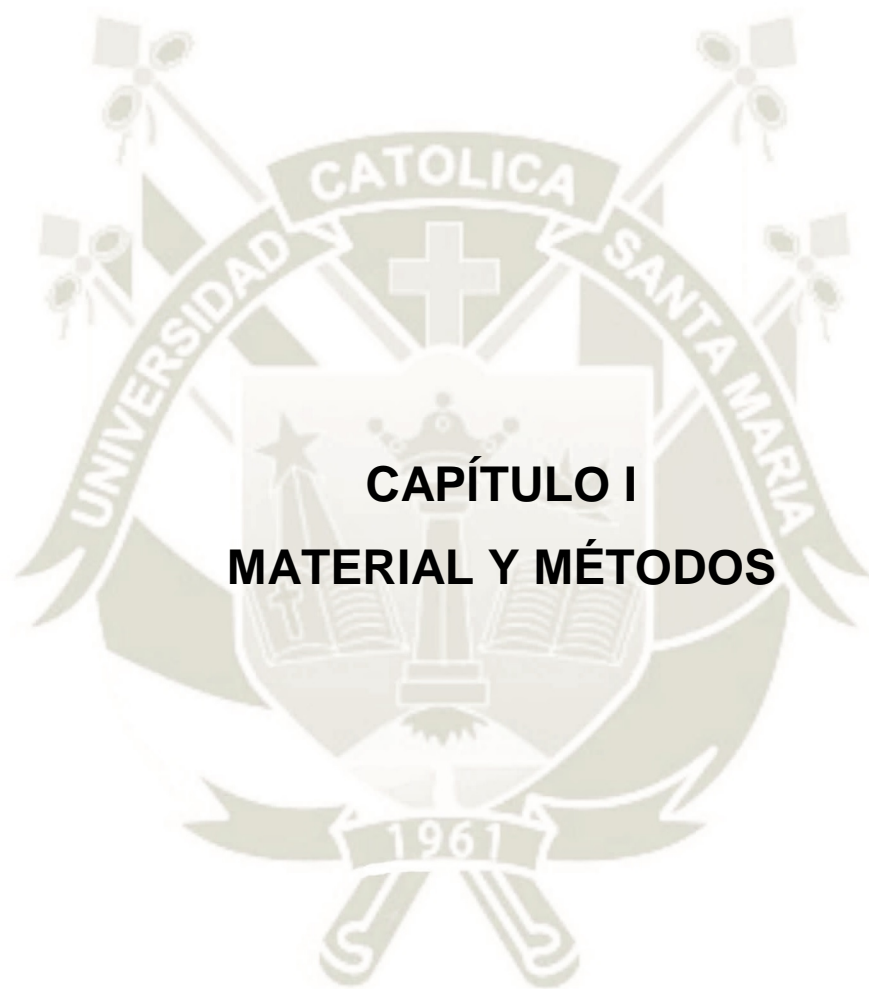 CATOLICA
UNIVERSIDAD
SANTA MARIA
CAPÍTULO I
MATERIAL Y MÉTODOS
1961